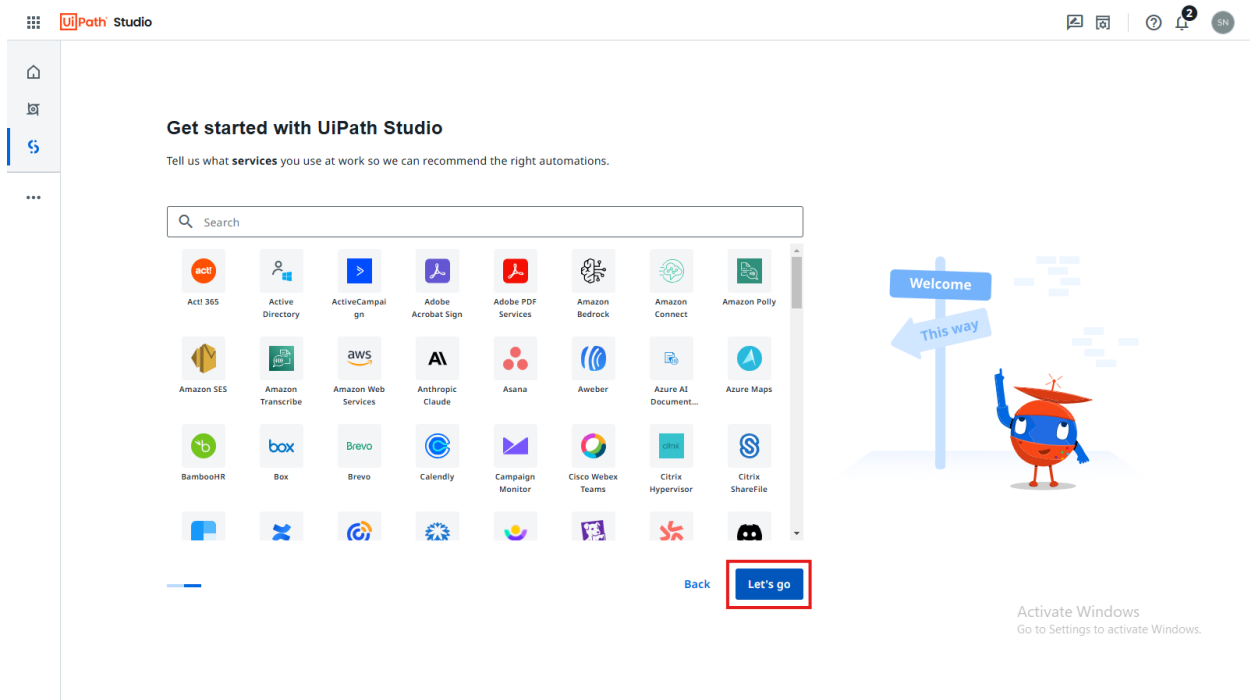 UiPath Studio
2
SN
Get started with UiPath Studio
Tell us what services you use at work so we can recommend the right automations.
Search
act!
Act! 365
Active
Directory
ActiveCampai
gn
Adobe
Acrobat Sign
Adobe PDF
Services
Amazon
Bedrock
Amazon
Connect
Amazon Polly
Amazon SES
Amazon
Transcribe
aws
Amazon Web
Services
A\
Anthropic
Claude
Asana
Aweber
Azure AI
Document...
Azure Maps
BambooHR
box
Box
Brevo
Brevo
Calendly
Campaign
Monitor
Cisco Webex
Teams
citrix
Citrix
Hypervisor
Citrix
ShareFile
Back
Let's go
Welcome
This way
Activate Windows
Go to Settings to activate Windows.